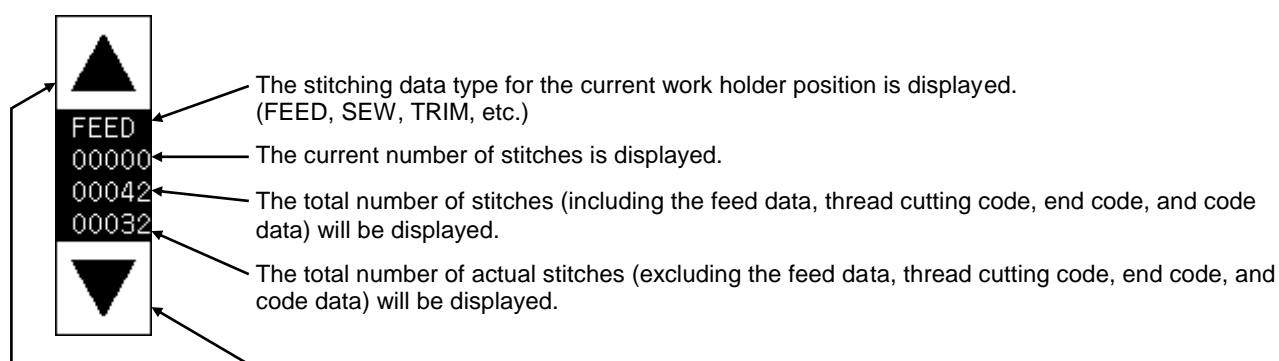 The stitching data type for the current work holder position is displayed.
(FEED, SEW, TRIM, etc.)
FEED
The current number of stitches is displayed.
00000
00042
The total number of stitches (including the feed data, thread cutting code, end code, and code
data) will be displayed.
00032
The total number of actual stitches (excluding the feed data, thread cutting code, end code, and
code data) will be displayed.